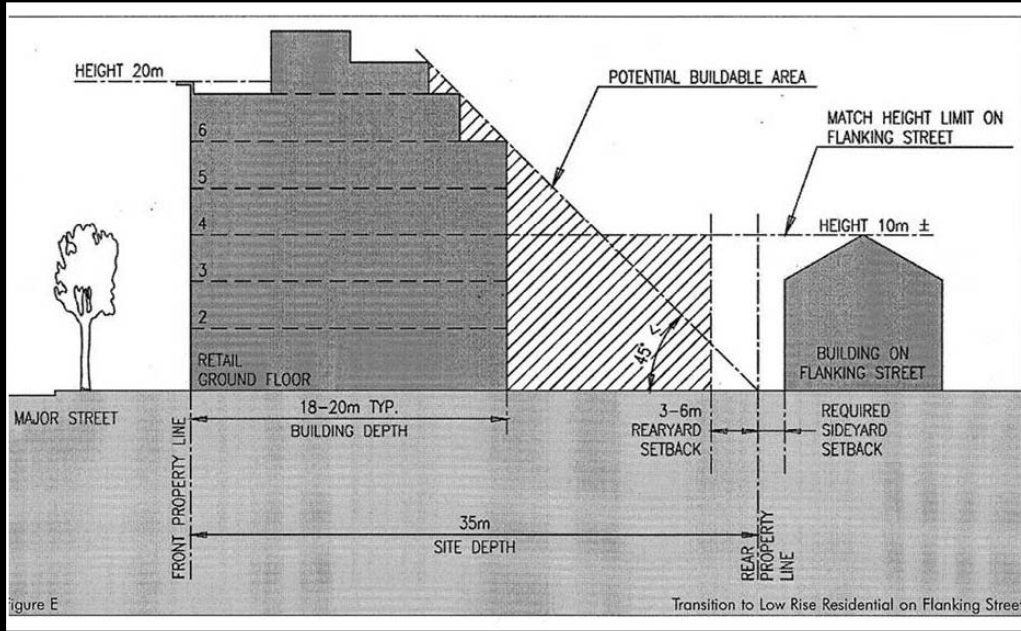 HEIGHT 20m
POTENTIAL BUILDABLE AREA
MATCH HEIGHT LIMIT ON
FLANKING STREET
HEIGHT 10m ±
6
5
4
3
2
45°
RETAIL
GROUND FLOOR
BUILDING ON
FLANKING STREET
MAJOR STREET
18-20m TYP.
BUILDING DEPTH
3-6m
REARYARD
SETBACK
REQUIRED
SIDEYARD
SETBACK
FRONT PROPERTY LINE
35m
SITE DEPTH
REAR
PROPERTY
LINE
igure E
Transition to Low Rise Residential on Flanking Street